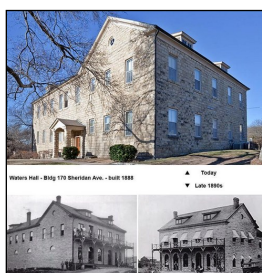 Waters Hall - Bldg 170 Sheridan Ave. - built 1888
▲ Today
▼ Late 1890s